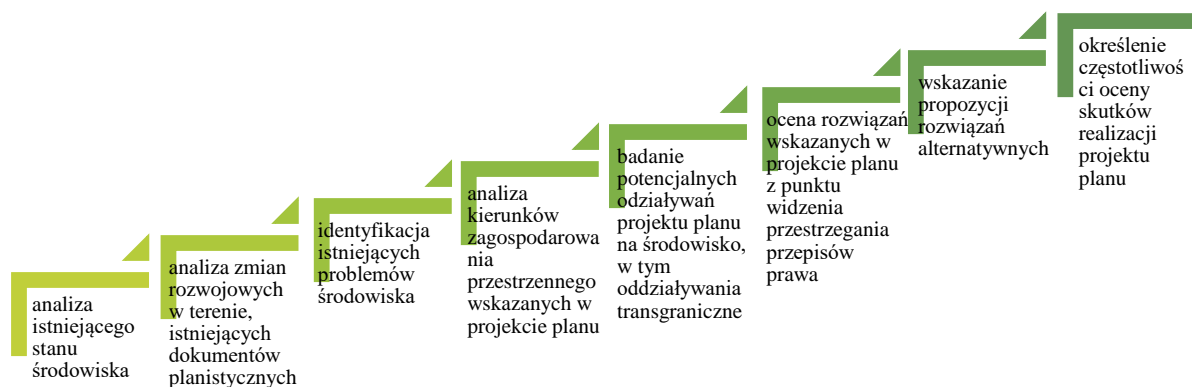 analiza
istniejącego
stanu
środowiska
analiza zmian
rozwojowych
w terenie,
istniejących
dokumentów
planistycznych
identyfikacja
istniejących
problemów
środowiska
analiza
kierunków
zagospodarowa
nia
przestrzennego
wskazanych w
projekcie planu
badanie
potencjalnych
odziaływań
projektu planu
na środowisko,
w tym
oddziaływania
transgraniczne
ocena rozwiązań
wskazanych w
projekcie planu
z punktu
widzenia
przestrzegania
przepisów
prawa
wskazanie
propozycji
rozwiązań
alternatywnych
określenie
częstotliwoś
ci oceny
skutków
realizacji
projektu
planu